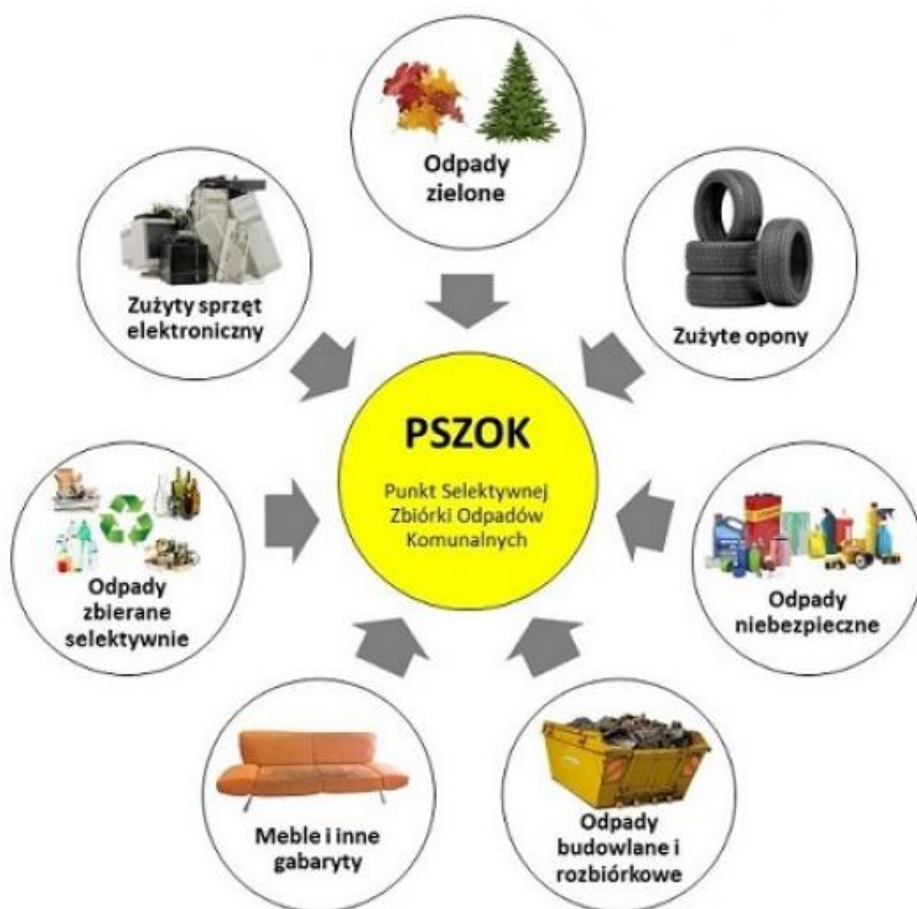 Odpady
zielone
Zużyty sprzęt
elektroniczny
Zużyte opony
PSZOK
Punkt Selektywnej
Zbiórki Odpadów
Komunalnych
Odpady
zbierane
selektywnie
Odpady
niebezpieczne
Meble i inne
gabaryty
Odpady
budowlane i
rozbiórkowe